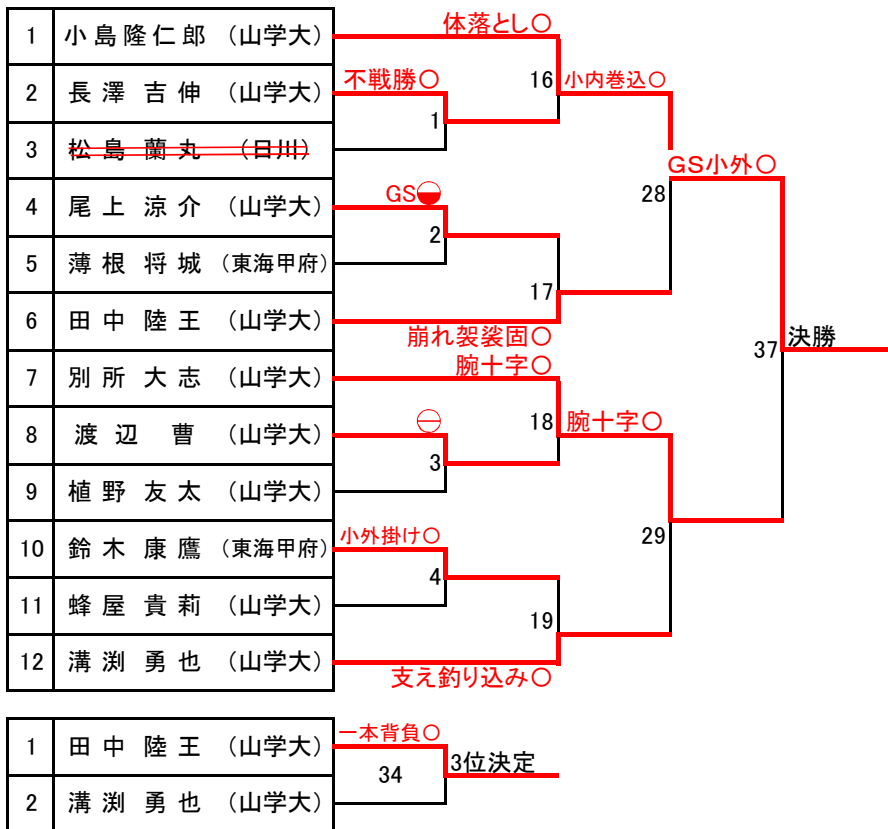 体落とし○
1 小島隆仁郎 （山学大）
不戦勝○
16 小内巻込○
2 長澤吉伸 （山学大）
1
3 松島蘭丸 （日川）
GS小外○
GS
28
4 尾上涼介 （山学大）
2
5 薄根将城 （東海甲府）
17
6 田中陸王 （山学大）
崩れ袈裟固○
37 決勝
腕十字○
7 別所大志 （山学大）
18 腕十字○
8 渡辺曹 （山学大）
3
9 植野友太 （山学大）
小外掛け○
29
10 鈴木康鷹 （東海甲府）
4
11 蜂屋貴莉 （山学大）
19
12 溝渕勇也 （山学大）
支え釣り込み○
一本背負○
1 田中陸王 （山学大）
34 3位決定
2 溝渕勇也 （山学大）